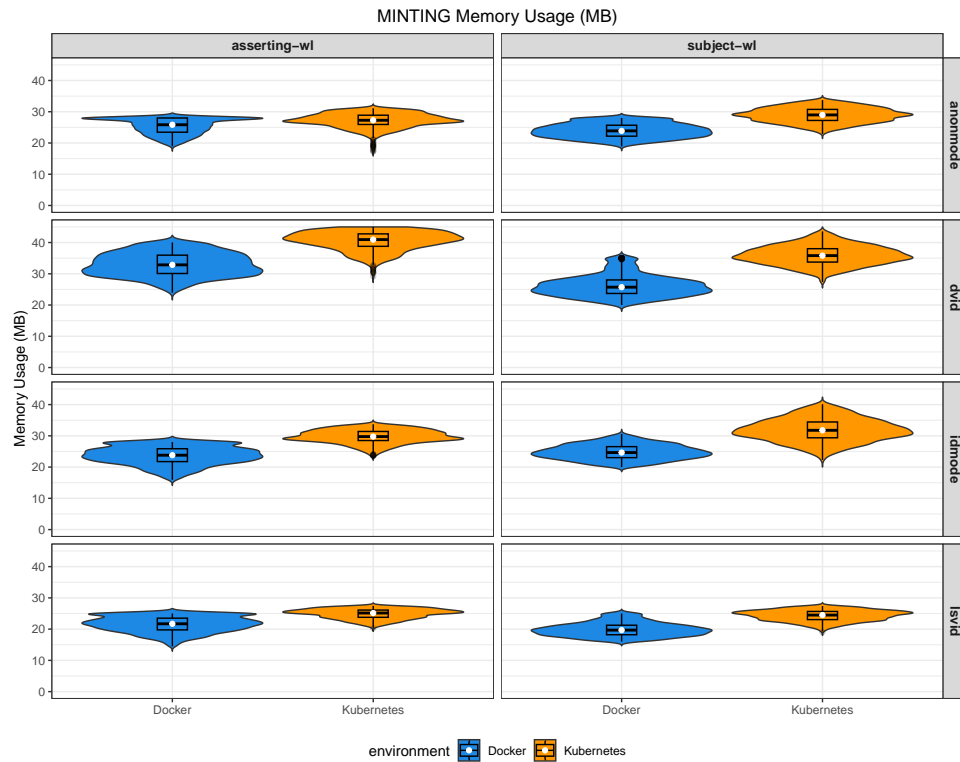 MINTING Memory Usage (MB)
asserting−wl subject−wl
Memory Usage (MB)
40
30
20
10
0
anonmode
40
30
20
10
0
dvid
40
30
20
10
0
idmode
40
30
20
10
0
lsvid
Docker Kubernetes Docker Kubernetes
environment Docker Kubernetes